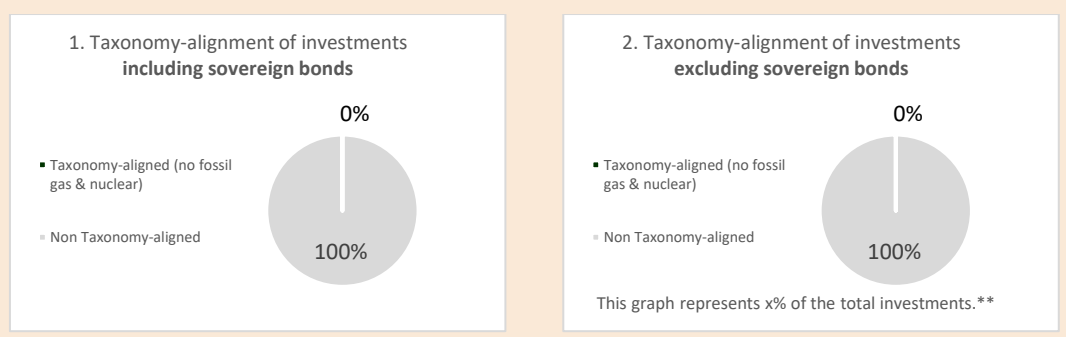 1. Taxonomy-alignment of investments
including sovereign bonds
0%
Taxonomy-aligned (no fossil
gas & nuclear)
Non Taxonomy-aligned
100%
2. Taxonomy-alignment of investments
excluding sovereign bonds
0%
Taxonomy-aligned (no fossil
gas & nuclear)
Non Taxonomy-aligned
100%
This graph represents x% of the total investments.**